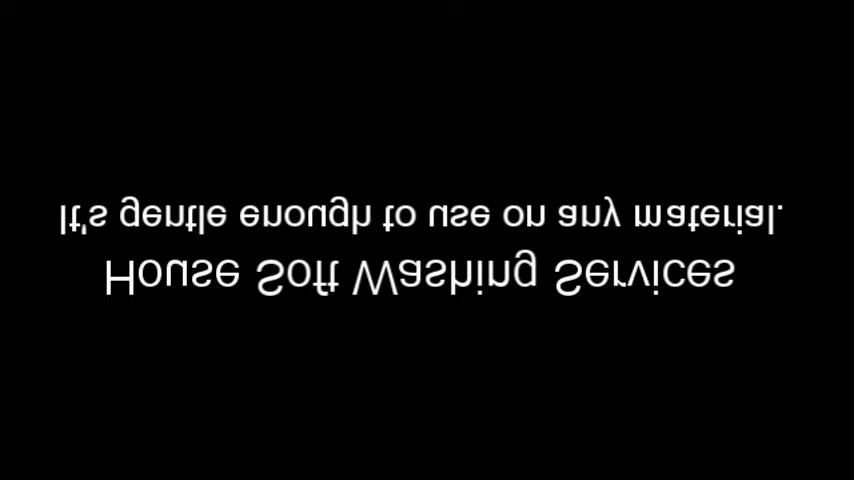 House Soft Washing Services
It's gentle enough to use on any material.